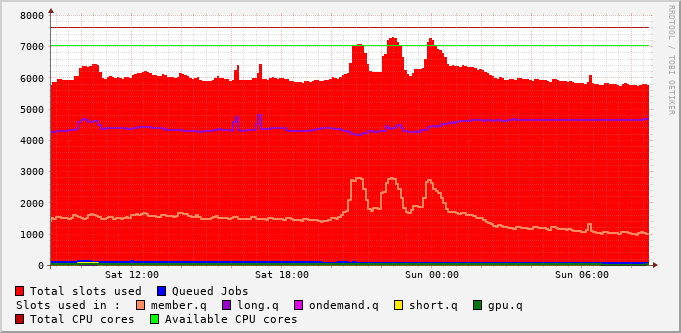 8000
7000
6000
5000
4000
3000
2000
1000
0
Sat 12:00 Sat 18:00 Sun 00:00 Sun 06:00
RRDTOOL / TOBI OETIKER
Total slots used Queued Jobs
Slots used in : member.q long.q ondemand.q short.q gpu.q
Total CPU cores Available CPU cores